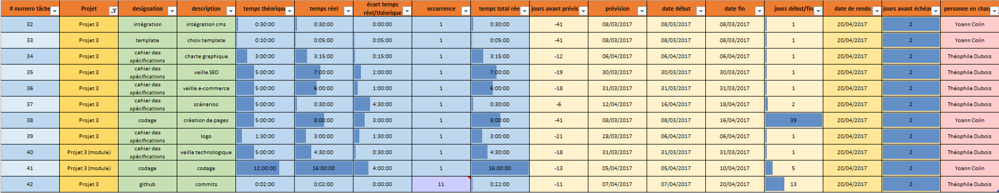 # numero tâche Projet designation description temps théorique temps réel écart temps réel/théorique occurrence temps total rée jours avant prévis prévision date début date fin jours début/fin date de rendu jours avant échéan personne en charg
32 Projet 3 intégration intégration cms 0:30:00 0:30:00 0:00:00 1 0:30:00 -41 08/03/2017 08/03/2017 08/03/2017 1 20/04/2017 2 Yoann Colin
33 Projet 3 template choix template 0:10:00 0:05:00 0:05:00 1 0:05:00 -41 08/03/2017 08/03/2017 08/03/2017 1 20/04/2017 2 Yoann Colin
34 Projet 3 cahier des spécifications charte graphique 3:00:00 3:15:00 0:15:00 1 3:15:00 -12 06/04/2017 06/04/2017 06/04/2017 1 20/04/2017 2 Théophile Dubois
35 Projet 3 cahier des spécifications veille SEO 5:00:00 7:00:00 2:00:00 1 7:00:00 -19 30/03/2017 30/03/2017 30/03/2017 1 20/04/2017 2 Théophile Dubois
36 Projet 3 cahier des spécifications veille e-commerce 5:00:00 6:00:00 1:00:00 1 6:00:00 -18 31/03/2017 31/03/2017 31/03/2017 1 20/04/2017 2 Théophile Dubois
37 Projet 3 cahier des spécifications scénarios 5:00:00 0:30:00 4:30:00 1 0:30:00 -6 12/04/2017 16/04/2017 18/04/2017 2 20/04/2017 2 Théophile Dubois
38 Projet 3 codage création de pages 5:00:00 8:00:00 3:00:00 1 8:00:00 -41 08/03/2017 08/03/2017 16/04/2017 39 20/04/2017 2 Yoann Colin
39 Projet 3 cahier des spécifications logo 1:30:00 3:00:00 1:30:00 1 3:00:00 -21 28/03/2017 06/04/2017 06/04/2017 1 20/04/2017 2 Théophile Dubois
40 Projet 3 (module) cahier des spécifications veille technologique 5:00:00 4:30:00 0:30:00 1 4:30:00 -18 31/03/2017 31/03/2017 31/03/2017 1 20/04/2017 2 Théophile Dubois
41 Projet 3 (module) codage codage 12:00:00 16:00:00 4:00:00 1 16:00:00 -13 05/04/2017 05/04/2017 10/04/2017 5 20/04/2017 2 Yoann Colin
42 Projet 3 github commits 0:02:00 0:02:00 0:00:00 11 0:22:00 -11 07/04/2017 07/04/2017 20/04/2017 13 20/04/2017 2 Théophile Dubois